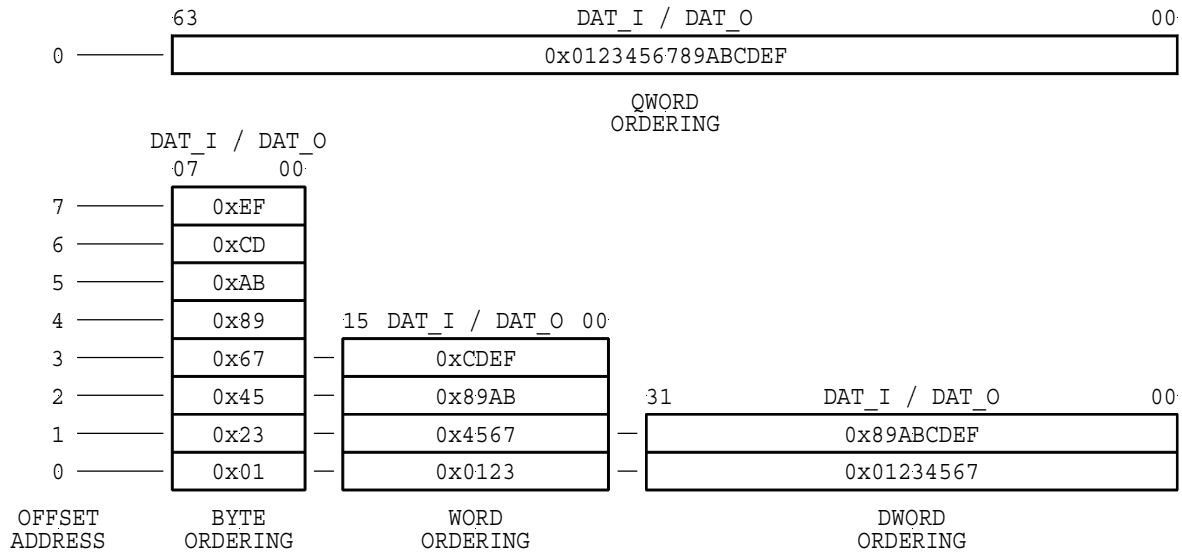 63 DAT_I / DAT_O 00
0 0x0123456789ABCDEF
QWORD
ORDERING
DAT_I / DAT_O
07 00
7 0xEF
6 0xCD
5 0xAB
4 0x89 15 DAT_I / DAT_O 00
3 0x67 0xCDEF
2 0x45 0x89AB 31 DAT_I / DAT_O 00
1 0x23 0x4567 0x89ABCDEF
0 0x01 0x0123 0x01234567
OFFSET BYTE WORD DWORD
ADDRESS ORDERING ORDERING ORDERING